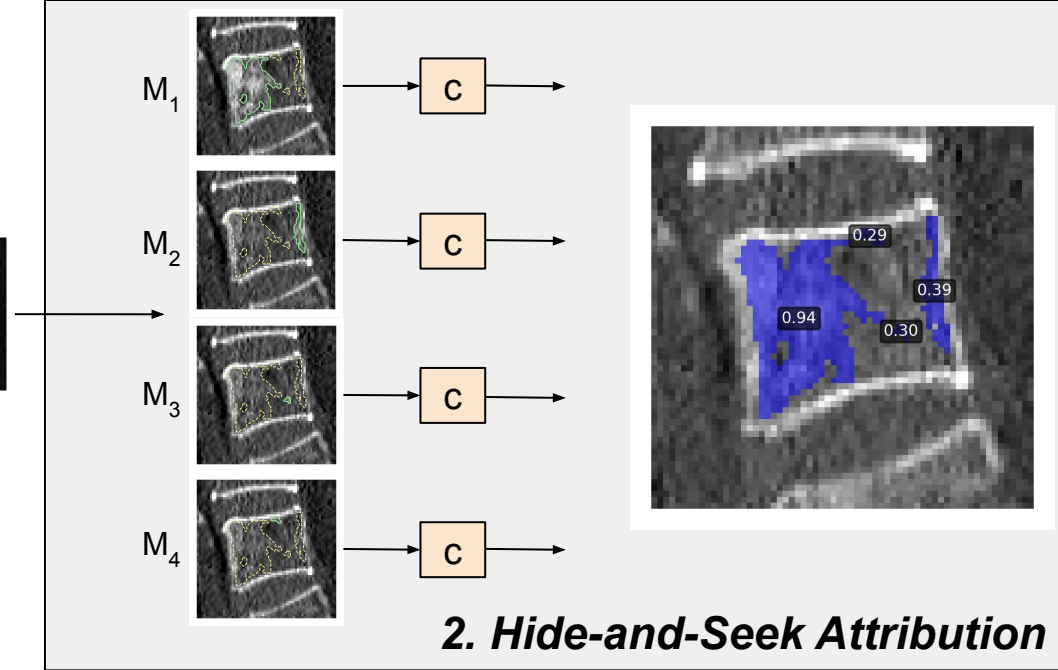 M1
C
M2
C
M3
C
M4
C
0.29
0.39
0.94
0.30
2. Hide-and-Seek Attribution